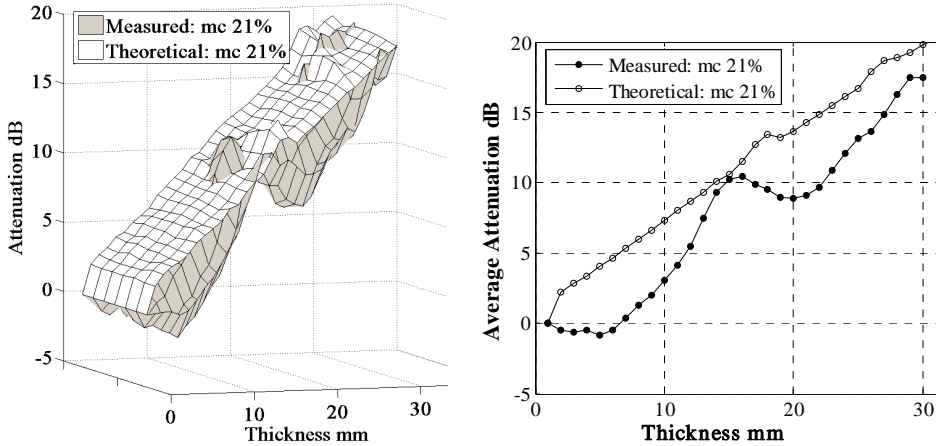 20
15
10
5
0
-5
Attenuation dB
Measured: mc 21%
Theoretical: mc 21%
0
10
20
30
Thickness mm
20
15
10
5
0
-5
Average Attenuation dB
Measured: mc 21%
Theoretical: mc 21%
0
10
20
30
Thickness mm